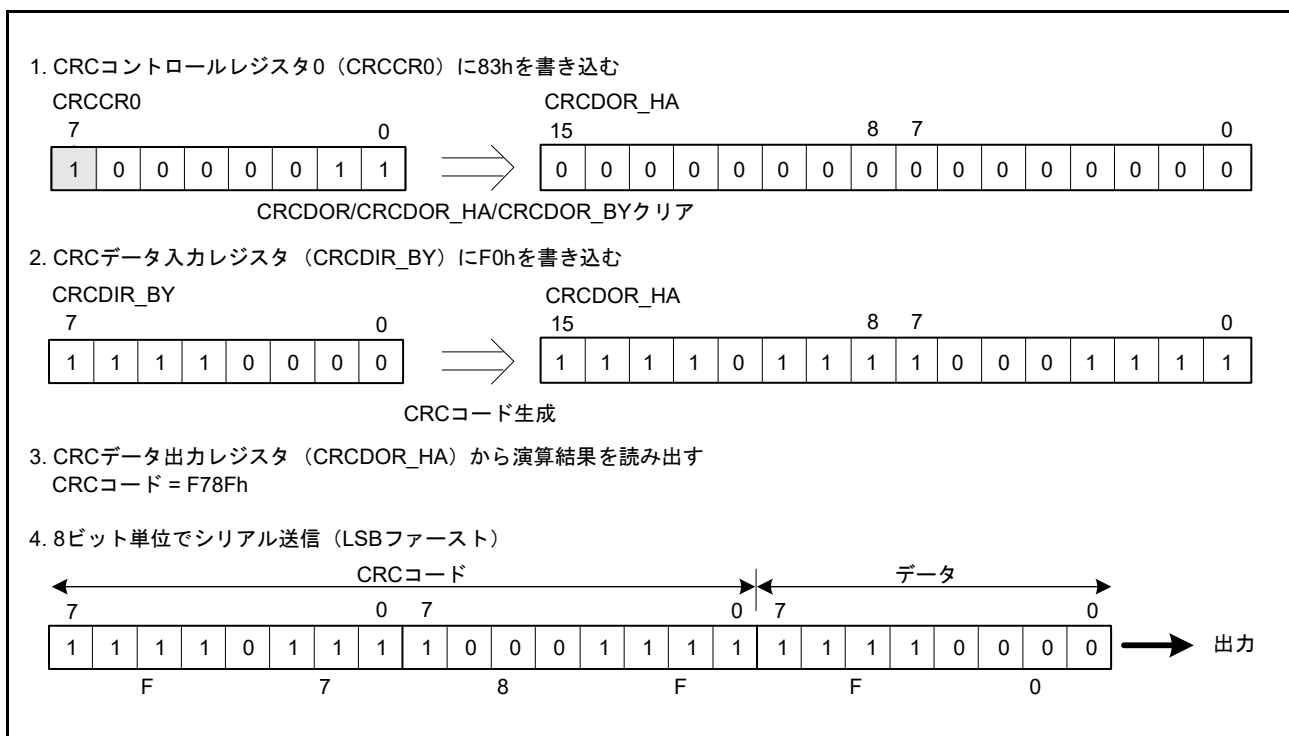 1. CRCコントロールレジスタ0（CRCCR0）に83hを書き込む
CRCCR0 CRCDOR_HA
7 0 15 8 7 0
1 0 0 0 0 0 1 1 0 0 0 0 0 0 0 0 0 0 0 0 0 0 0 0
CRCDOR/CRCDOR_HA/CRCDOR_BYクリア
2. CRCデータ入力レジスタ（CRCDIR_BY）にF0hを書き込む
CRCDIR_BY CRCDOR_HA
7 0 15 8 7 0
1 1 1 1 0 0 0 0 1 1 1 1 0 1 1 1 1 0 0 0 1 1 1 1
CRCコード生成
3. CRCデータ出力レジスタ（CRCDOR_HA）から演算結果を読み出す
CRCコード = F78Fh
4. 8ビット単位でシリアル送信（LSBファースト）
CRCコード データ
7 0 7 0 7 0
1 1 1 1 0 1 1 1 1 0 0 0 1 1 1 1 1 1 1 1 0 0 0 0 出力
F 7 8 F F 0